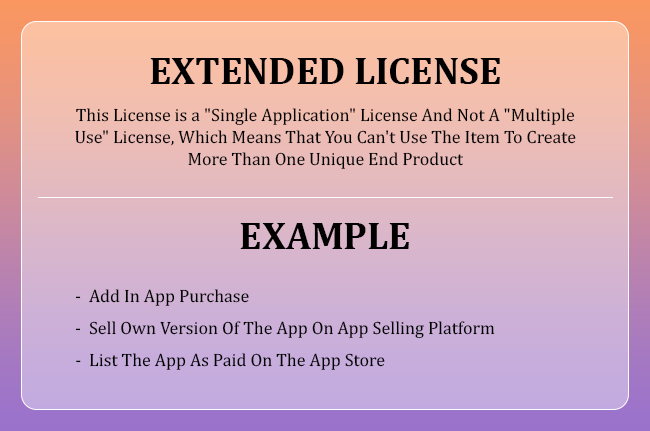 EXTENDED LICENSE
This License is a "Single Application" License And Not A "Multiple
Use" License, Which Means That You Can't Use The Item To Create
More Than One Unique End Product
EXAMPLE
- Add In App Purchase
- Sell Own Version Of The App On App Selling Platform
- List The App As Paid On The App Store